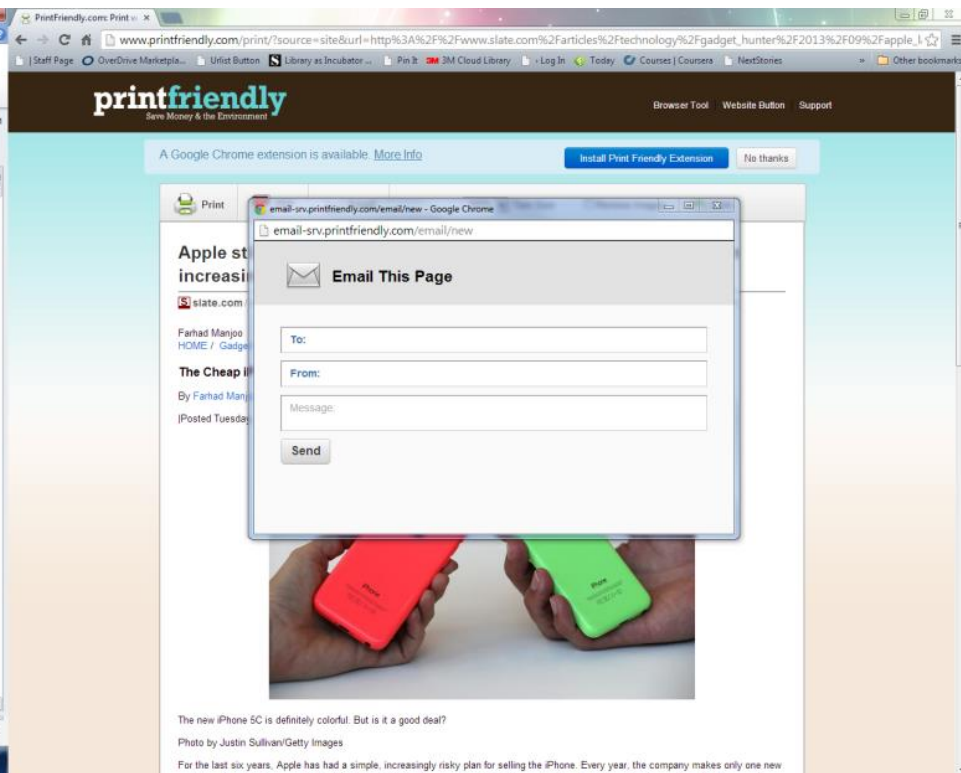 PrintFriendly.com: Print
www.printfriendly.com/print/?source=site&url=http%3A%2F%2Fwww.slate.com%2Farticles%2Ftechnology%2Fgadget_hunter%2F2013%2F09%2Fapple_
| Staff Page OverDrive Marketpla... Urlist Button Library as Incubator ... Pin It 3M 3M Cloud Library Log In Today Courses | Coursera NextStories » Other bookmarks
printfriendly
Save Money & the Environment
Browser Tool Website Button Support
A Google Chrome extension is available. More Info Install Print Friendly Extension No thanks
Print
email-srv.printfriendly.com/email/new - Google Chrome
email-srv.printfriendly.com/email/new
Email This Page
To:
From:
Message:
Send
Apple st
increasi
S slate.com
Farhad Manjoo
HOME / Gadge
The Cheap i
By Farhad Manj
|Posted Tuesday
iPhone
iPhone
The new iPhone 5C is definitely colorful. But is it a good deal?
Photo by Justin Sullivan/Getty Images
For the last six years, Apple has had a simple, increasingly risky plan for selling the iPhone. Every year, the company makes only one new